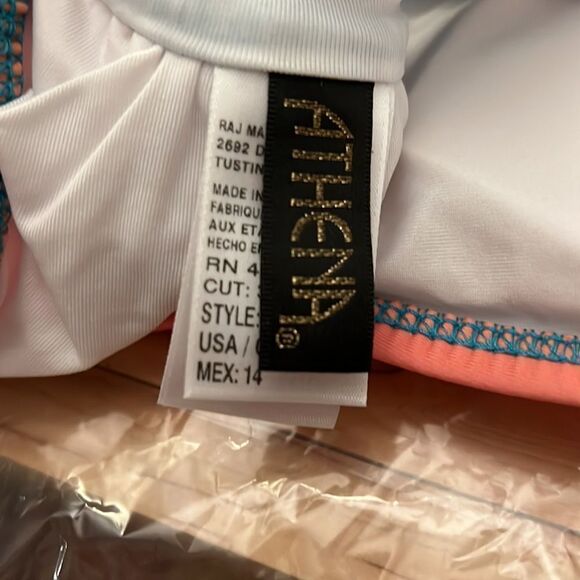 RAJ MA
2692 D
TUSTIN
MADE IN
FABRIQU
AUX ETA
HECHO E
RN 4
CUT:
STYLE:
USA /
MEX: 14
ATHENA®